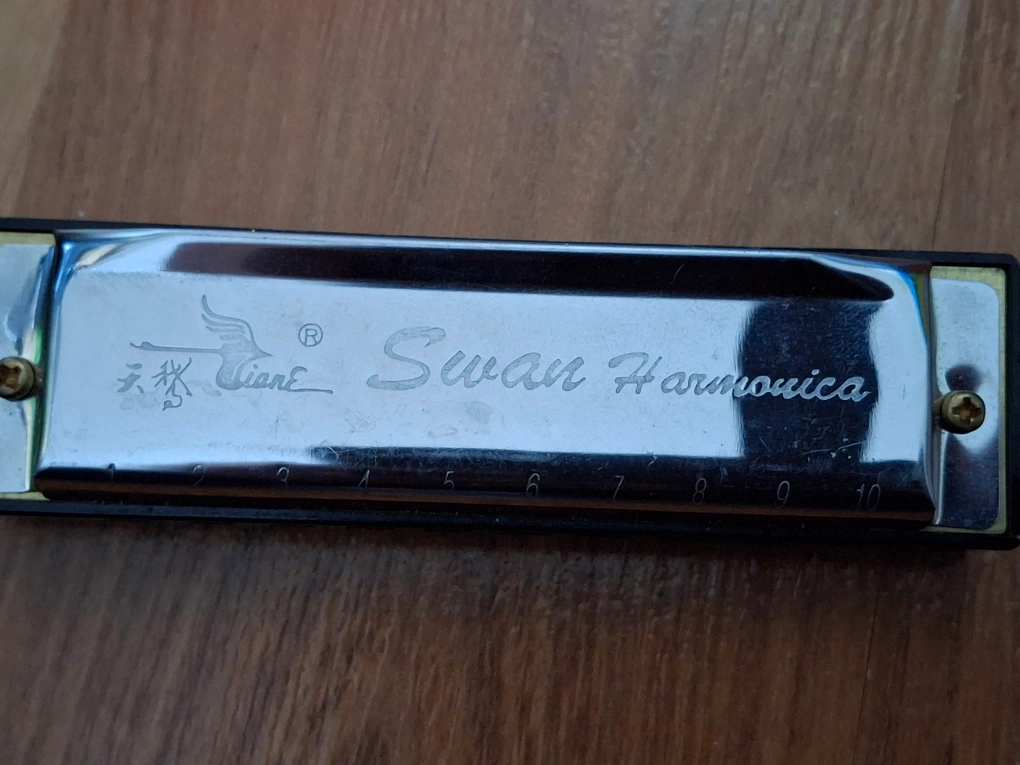 天鹅 TianE ® Swan Harmonica
1 2 3 4 5 6 7 8 9 10